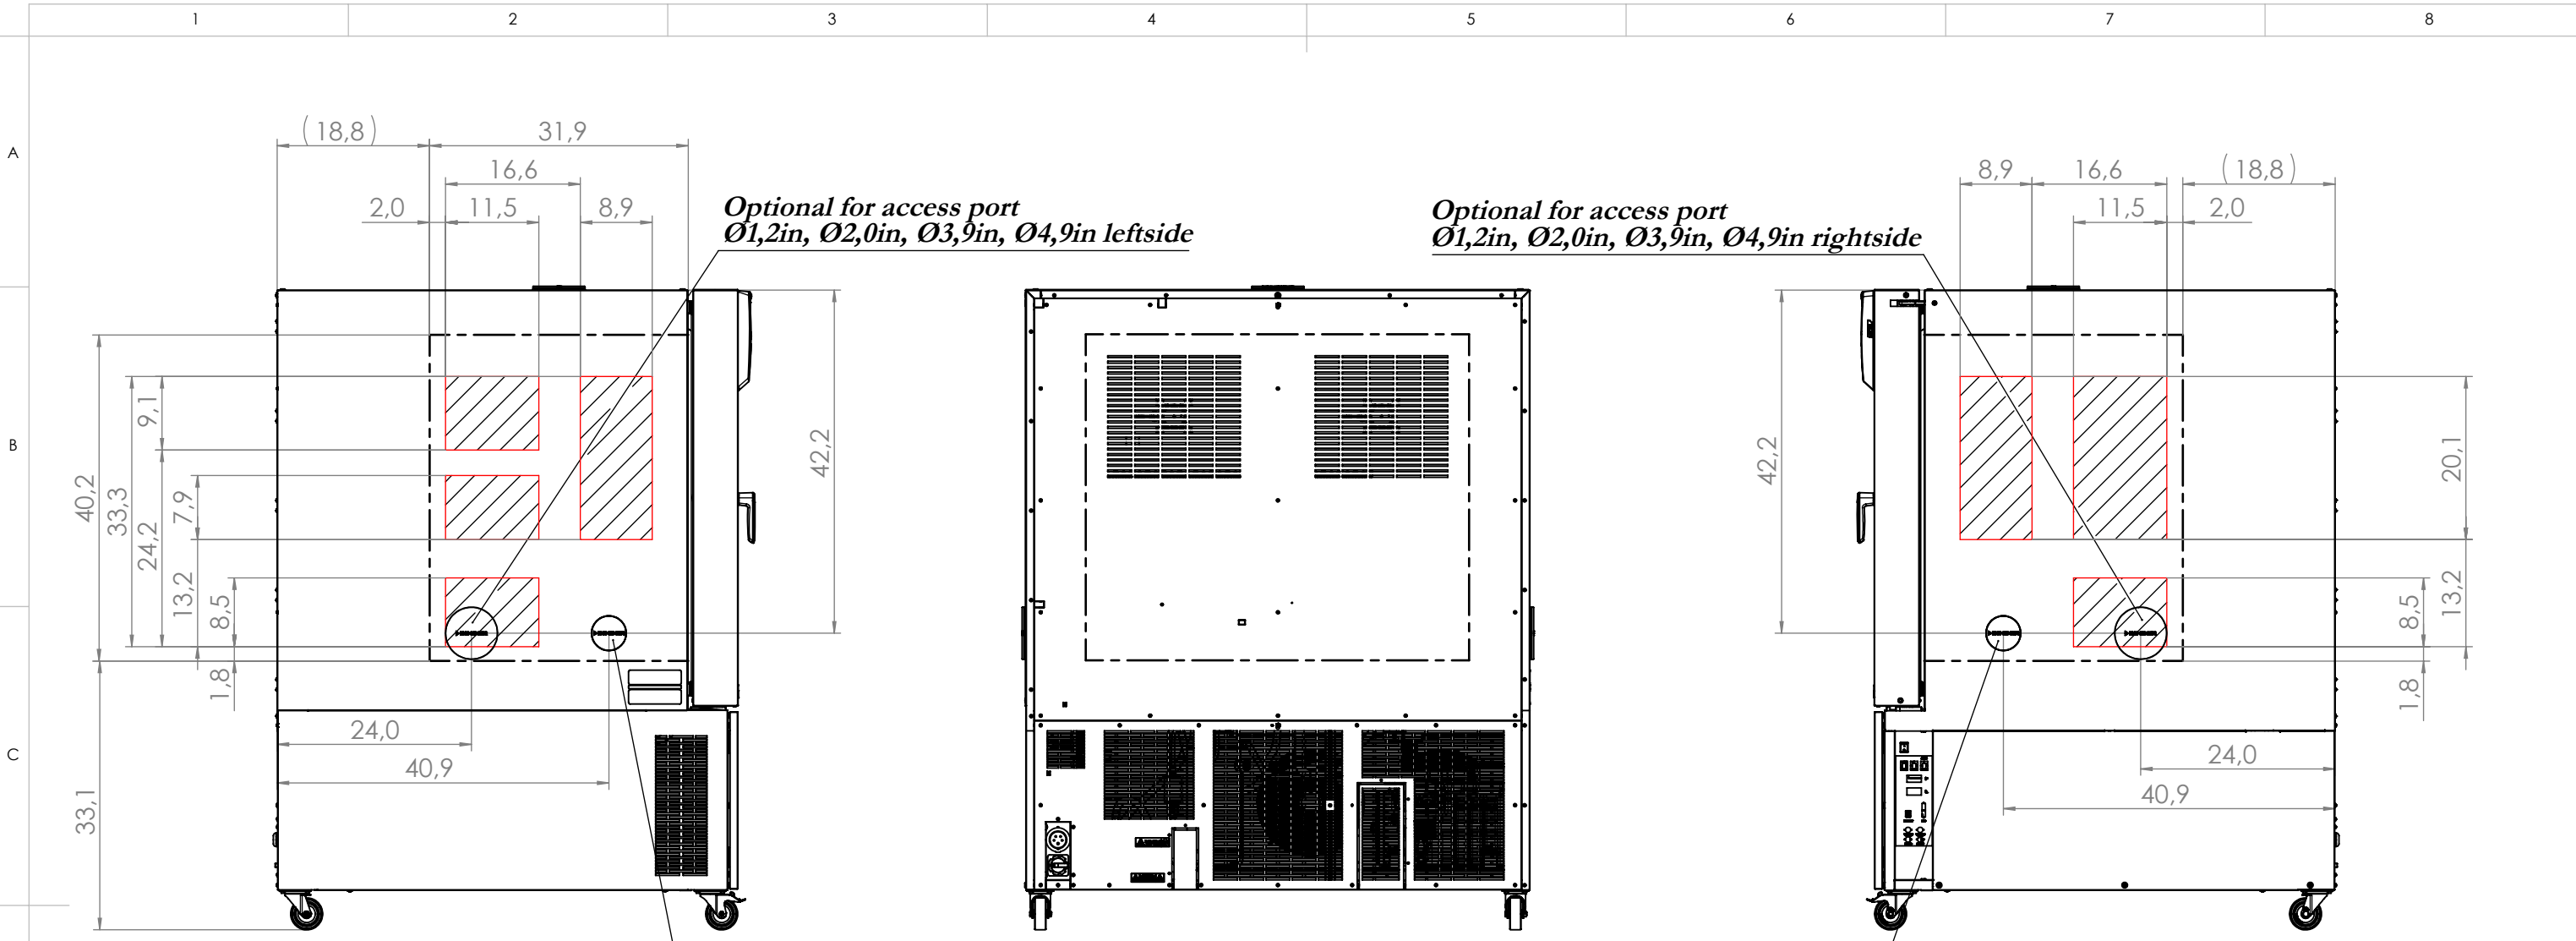 1 2 3 4 5 6 7 8
A
B
C
(18,8) 31,9
16,6
2,0 11,5 8,9
Optional for access port
Ø1,2in, Ø2,0in, Ø3,9in, Ø4,9in leftside
40,2
33,3
9,1
24,2
7,9
13,2
8,5
1,8
33,1
42,2
24,0
40,9
Optional for access port
Ø1,2in, Ø2,0in, Ø3,9in, Ø4,9in rightside
8,9 16,6 (18,8)
11,5 2,0
42,2
20,1
13,2
8,5
1,8
24,0
40,9